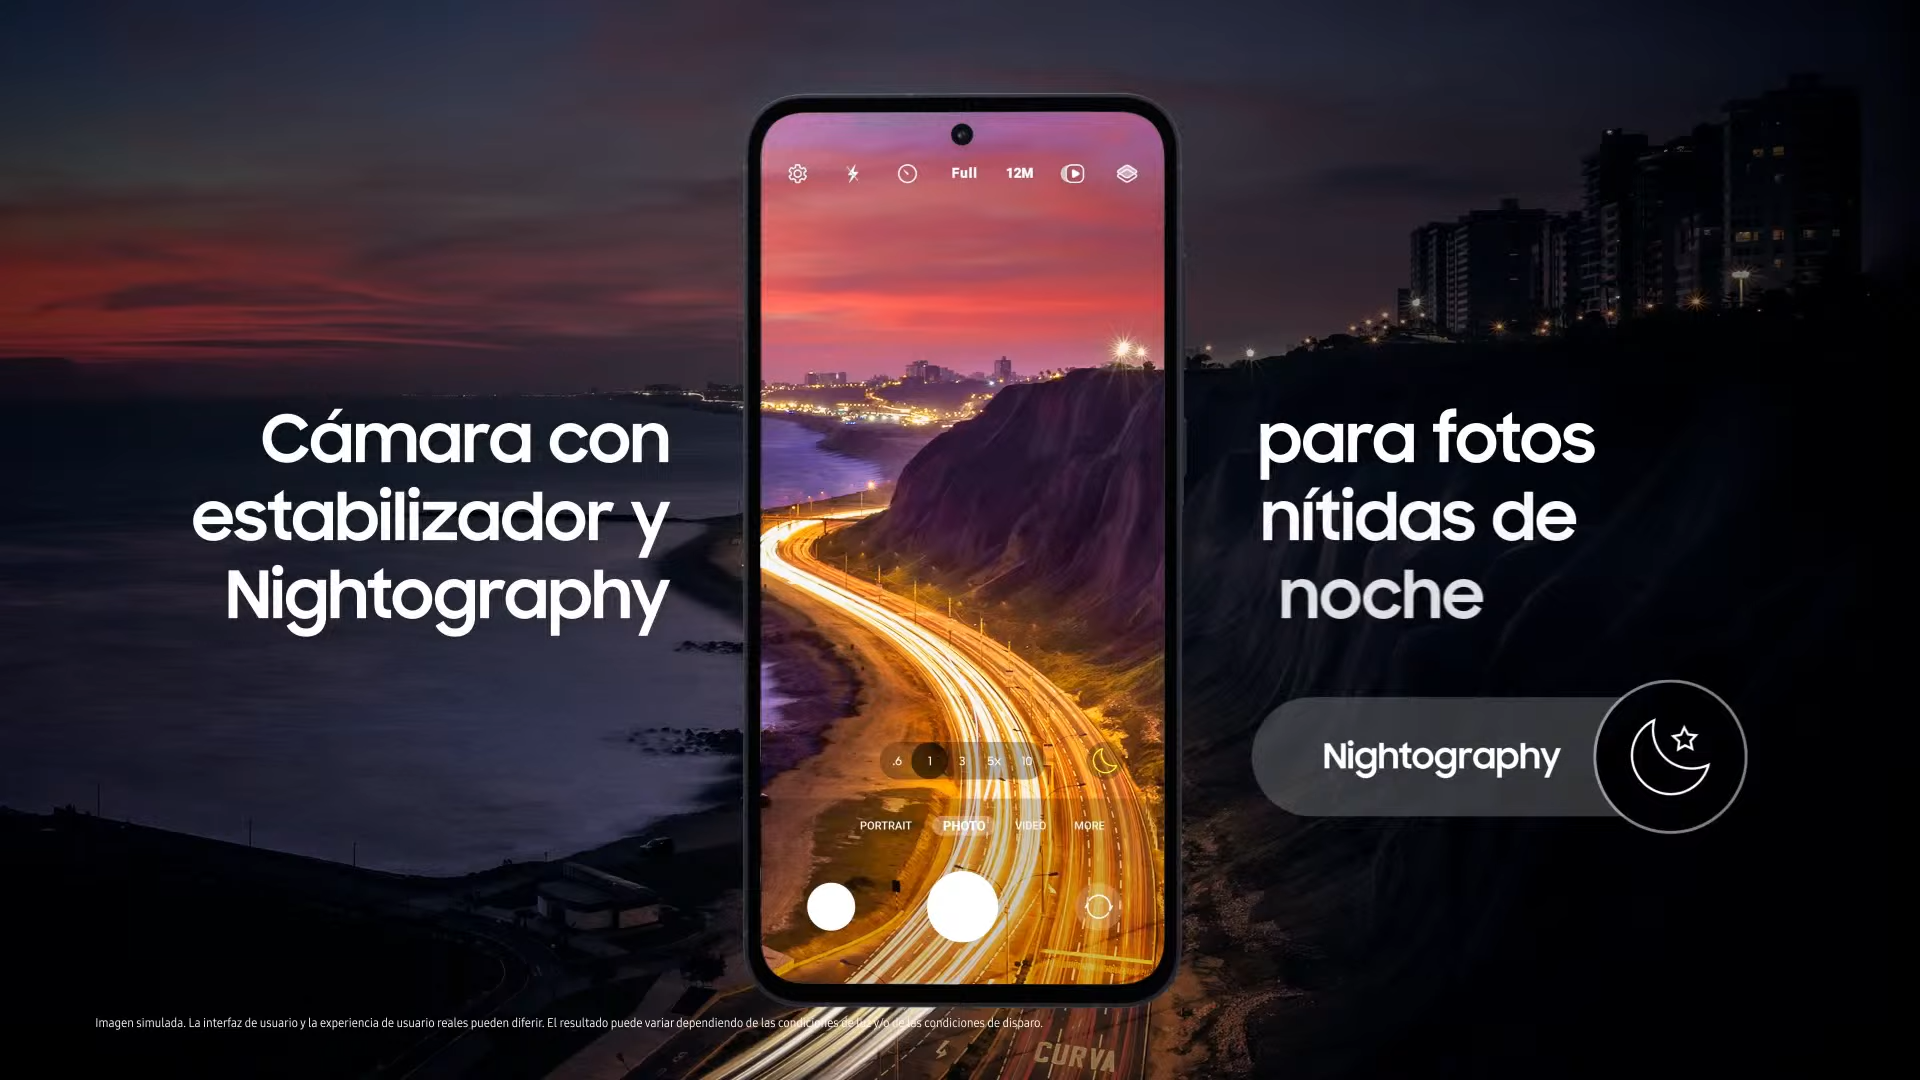 Full
12M
Cámara con
estabilizador y
Nightography
para fotos
nítidas de
noche
Nightography
.6
1
3
5x
10
PORTRAIT
PHOTO
VIDEO
MORE
Imagen simulada. La interfaz de usuario y la experiencia de usuario reales pueden diferir. El resultado puede variar dependiendo de las condiciones de luz y/o de las condiciones de disparo.
CURVA